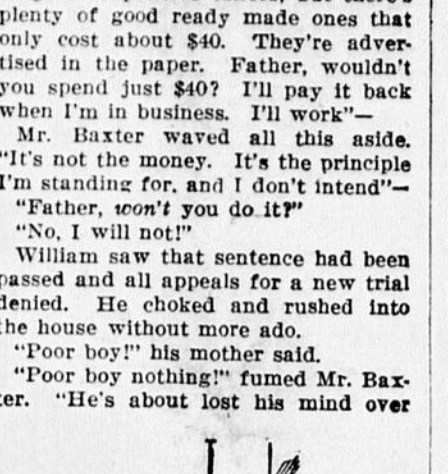 plenty of good ready made ones that
only cost about $40. They're adver-
tised in the paper. Father, wouldn't
you spend just $40? I'll pay it back
when I'm in business. I'll work"—
Mr. Baxter waved all this aside.
"It's not the money. It's the principle
I'm standing for, and I don't intend"—
"Father, won't you do it?"
"No, I will not!"
William saw that sentence had been
passed and all appeals for a new trial
denied. He choked and rushed into
the house without more ado.
"Poor boy!" his mother said.
"Poor boy nothing!" fumed Mr. Bax-
ter. "He's about lost his mind over